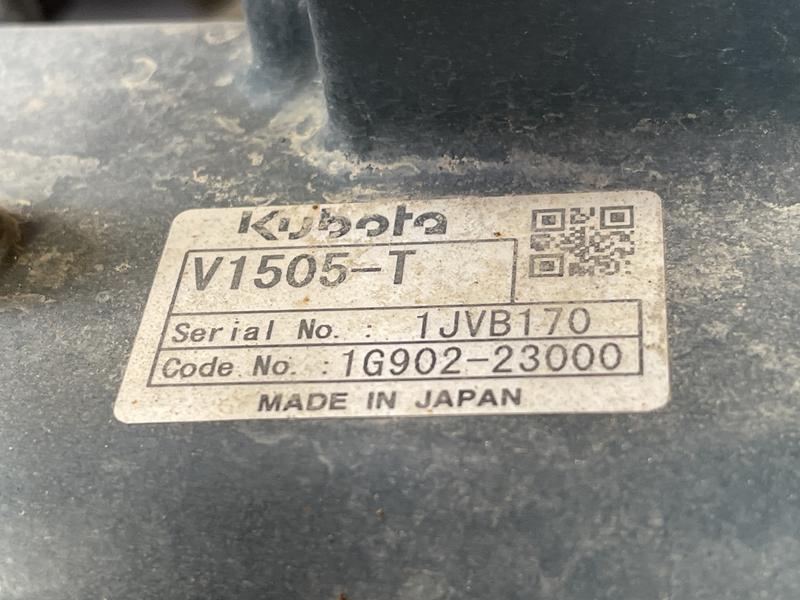 Kubota
V1505-T
Serial No. : 1JVB170
Code No. : 1G902-23000
MADE IN JAPAN